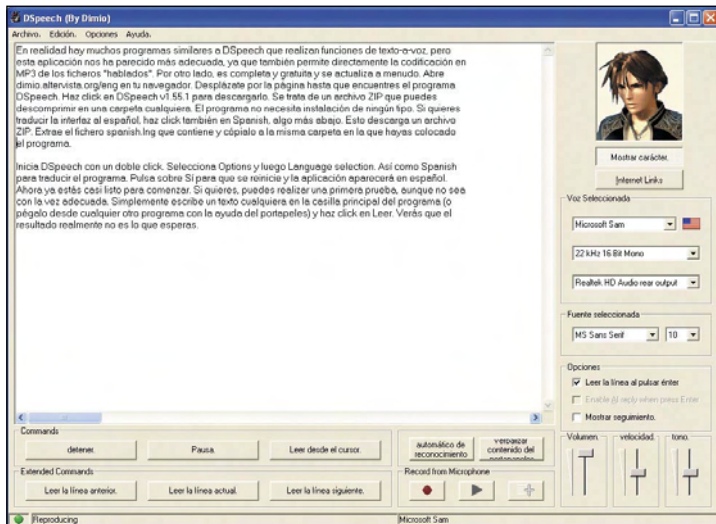 DSpeech (By Dimio)
Archivo. Edición. Opciones Ayuda.
En realidad hay muchos programas similares a DSpeech que realizan funciones de texto-a-voz, pero
esta aplicación nos ha parecido más adecuada, ya que también permite directamente la codificación en
MP3 de los ficheros "hablados". Por otro lado, es completa y gratuita y se actualiza a menudo. Abre
dimio.altervista.org/eng en tu navegador. Desplázate por la página hasta que encuentres el programa
DSpeech. Haz click en DSpeech v1.55.1 para descargarlo. Se trata de un archivo ZIP que puedes
descomprimir en una carpeta cualquiera. El programa no necesita instalación de ningún tipo. Si quieres
traducir la interfaz al español, haz click también en Spanish, algo más abajo. Esto descarga un archivo
ZIP. Extrae el fichero spanish.lng que contiene y cópialo a la misma carpeta en la que hayas colocado
el programa.
Inicia DSpeech con un doble click. Selecciona Options y luego Language selection. Así como Spanish
para traducir el programa. Pulsa sobre Sí para que se reinicie y la aplicación aparecerá en español.
Ahora ya estás casi listo para comenzar. Si quieres, puedes realizar una primera prueba, aunque no sea
con la vez adecuada. Simplemente escribe un texto cualquiera en la casilla principal del programa (o
pégalo desde cualquier otro programa con la ayuda del portapeles) y haz click en Leer. Verás que el
resultado realmente no es lo que esperas.
Mostrar carácter.
Internet Links
Voz Seleccionada
Microsoft Sam
22 kHz 16 Bit Mono
Realtek HD Audio rear output
Fuente seleccionada
MS Sans Serif 10
Opciones
Leer la línea al pulsar énter
Enable AI reply when press Enter
Mostrar seguimiento.
Commands
detener. Pausa. Leer desde el cursor.
automático de
reconocimiento
verbalizar
contenido del
Volumen. velocidad. tono.
Extended Commands
Leer la línea anterior. Leer la línea actual. Leer la línea siguiente.
Record from Microphone
Reproducing Microsoft Sam